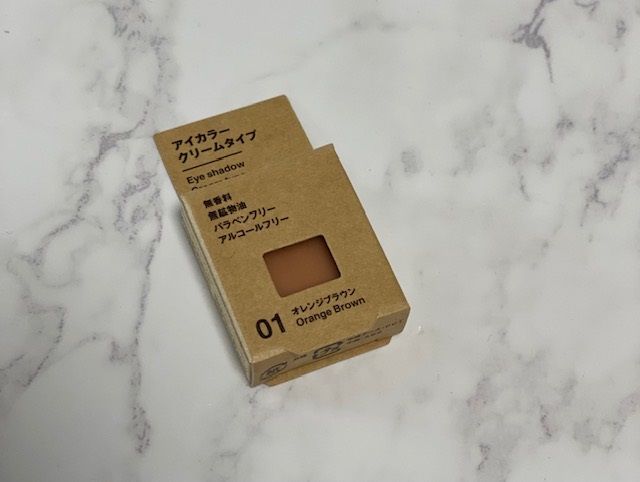 アイカラー
クリームタイプ
Eye shadow
無香料
無鉱物油
パラベンフリー
アルコールフリー
01
オレンジブラウン
Orange Brown